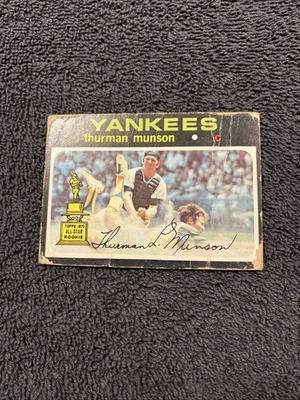 YANKEES
thurman munson • c
TOPPS 1970
ALL-STAR
ROOKIE
Thurman L. Munson